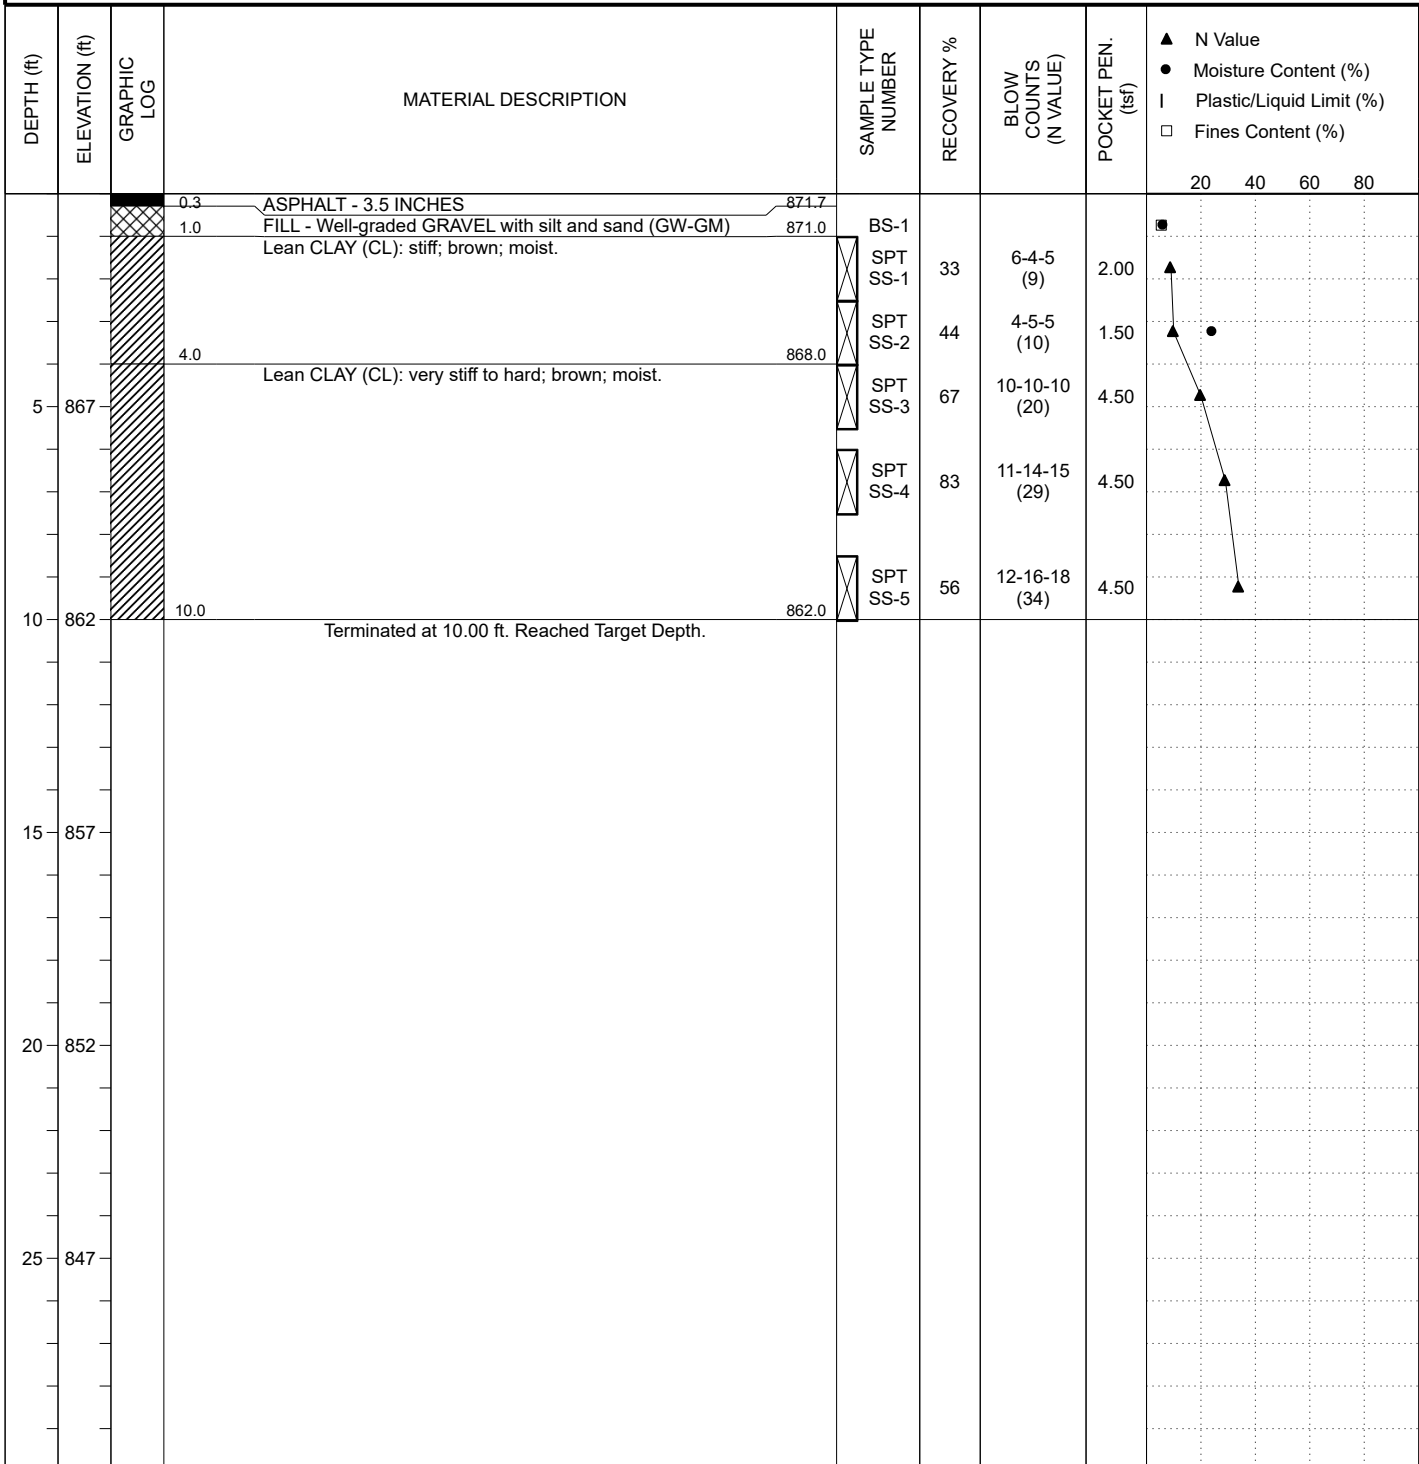 DEPTH (ft)
ELEVATION (ft)
GRAPHIC
LOG
MATERIAL DESCRIPTION
SAMPLE TYPE
NUMBER
RECOVERY %
BLOW
COUNTS
(N VALUE)
POCKET PEN.
(tsf)
N Value
Moisture Content (%)
Plastic/Liquid Limit (%)
Fines Content (%)
20 40 60 80
0.3 ASPHALT - 3.5 INCHES 871.7
1.0 FILL - Well-graded GRAVEL with silt and sand (GW-GM) 871.0 BS-1
Lean CLAY (CL): stiff; brown; moist.
SPT
SS-1
33
6-4-5
(9)
2.00
SPT
SS-2
44
4-5-5
(10)
1.50
4.0 868.0
Lean CLAY (CL): very stiff to hard; brown; moist.
5 867
SPT
SS-3
67
10-10-10
(20)
4.50
SPT
SS-4
83
11-14-15
(29)
4.50
SPT
SS-5
56
12-16-18
(34)
4.50
10.0 862.0
10 862
Terminated at 10.00 ft. Reached Target Depth.
15 857
20 852
25 847